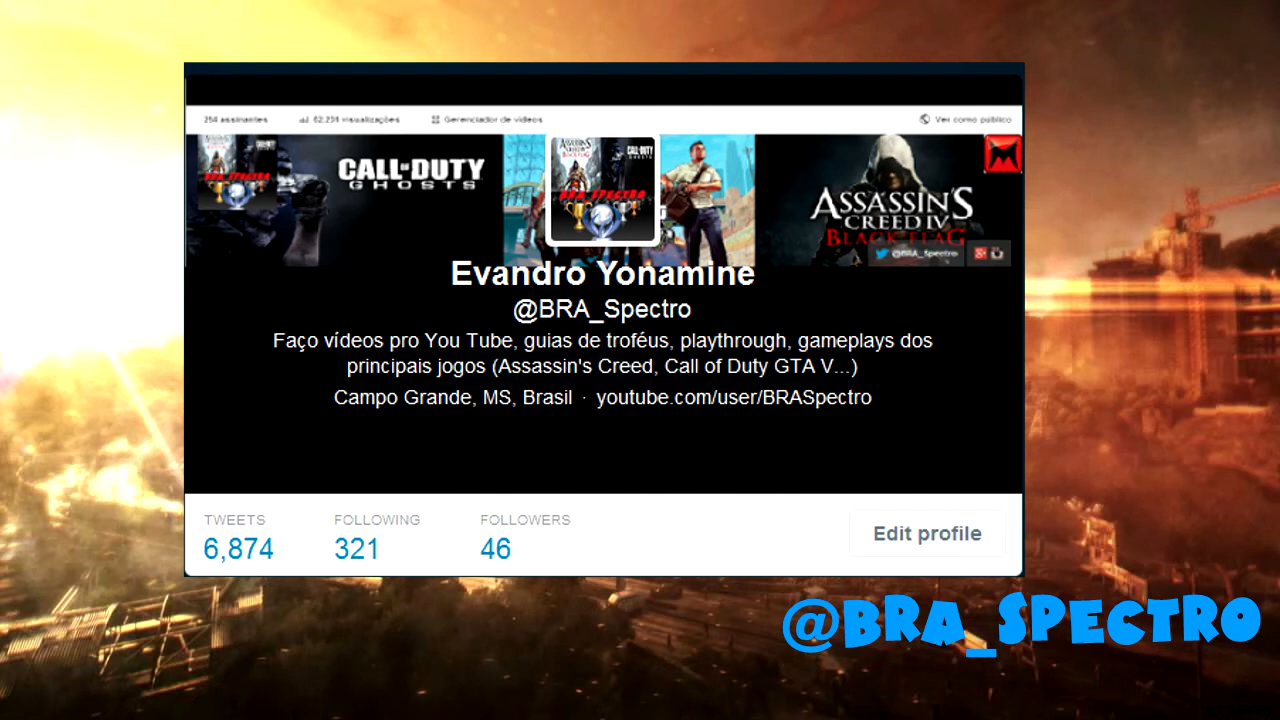 254 assinantes 62.231 visualizações Gerenciador de vídeos Ver como público
CALL OF DUTY
GHOSTS
ASSASSIN'S
CREED IV
BLACK FLAG
BRA_SPECTRO
BRA_SPECTRO
@BRA_Spectro
Evandro Yonamine
@BRA_Spectro
Faço vídeos pro You Tube, guias de troféus, playthrough, gameplays dos
principais jogos (Assassin's Creed, Call of Duty GTA V...)
Campo Grande, MS, Brasil · youtube.com/user/BRASpectro
TWEETS FOLLOWING FOLLOWERS
6,874 321 46
Edit profile
@BRA_SPECTRO